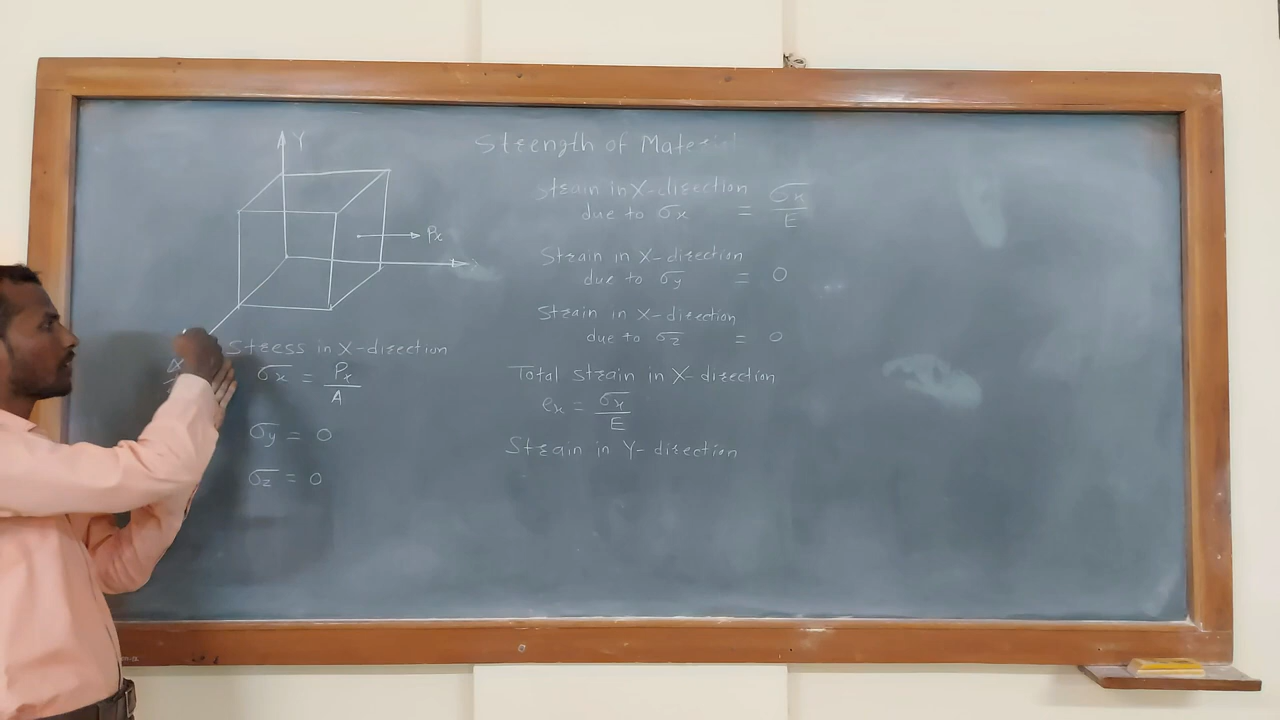 Y
Px
Stress in X-direction
σx = Px / A
σy = 0
σz = 0
Strength of Material
Strain in X-direction
due to σx = σx / E
Strain in X-direction
due to σy = 0
Strain in X-direction
due to σz = 0
Total strain in X-direction
ex = σx / E
Strain in Y-direction